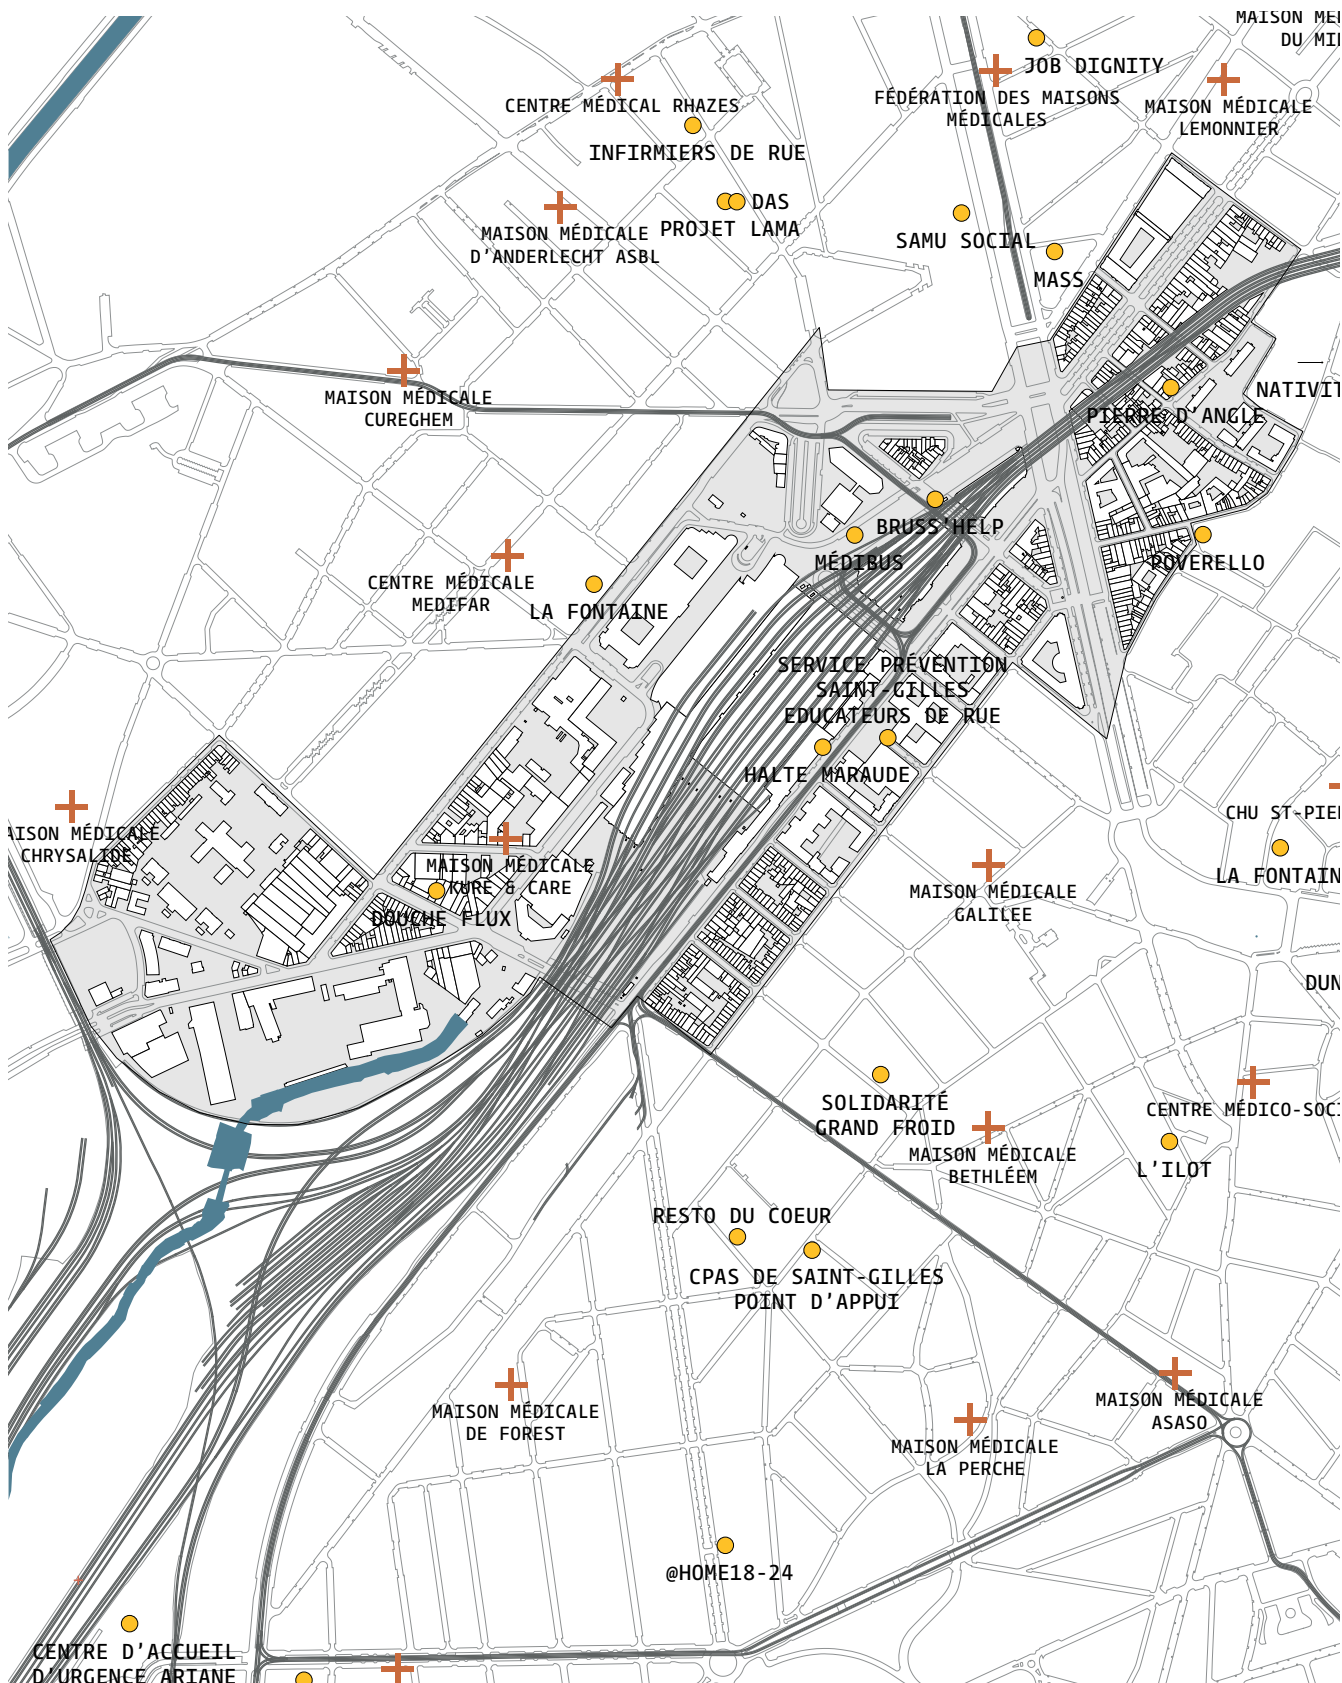 MAISON MÉ
DU MI
JOB DIGNITY
CENTRE MÉDICAL RHAZES
FÉDÉRATION DES MAISONS
MÉDICALES
MAISON MÉDICALE
LEMONNIER
INFIRMIERS DE RUE
DAS
PROJET LAMA
MAISON MÉDICALE
D'ANDERLECHT ASBL
SAMU SOCIAL
MASS
MAISON MÉDICALE
CUREGHEM
NATIVIT
PIERRE D'ANGLE
BRUSS'HELP
MÉDIBUS
POVERELLO
CENTRE MÉDICALE
MEDIFAR
LA FONTAINE
SERVICE PRÉVENTION
SAINT-GILLES
EDUCATEURS DE RUE
HALTE MARAUDE
AISON MÉDICALE
CHRYSALIDE
CHU ST-PIE
LA FONTAIN
MAISON MÉDICALE
KURE & CARE
DOUCHE FLUX
MAISON MÉDICALE
GALILEE
DUN
SOLIDARITÉ
GRAND FROID
MAISON MÉDICALE
BETHLÉEM
CENTRE MÉDICO-SOCI
L'ILOT
RESTO DU COEUR
CPAS DE SAINT-GILLES
POINT D'APPUI
MAISON MÉDICALE
DE FOREST
MAISON MÉDICALE
ASASO
MAISON MÉDICALE
LA PERCHE
@HOME18-24
CENTRE D'ACCUEIL
D'URGENCE ARIANE